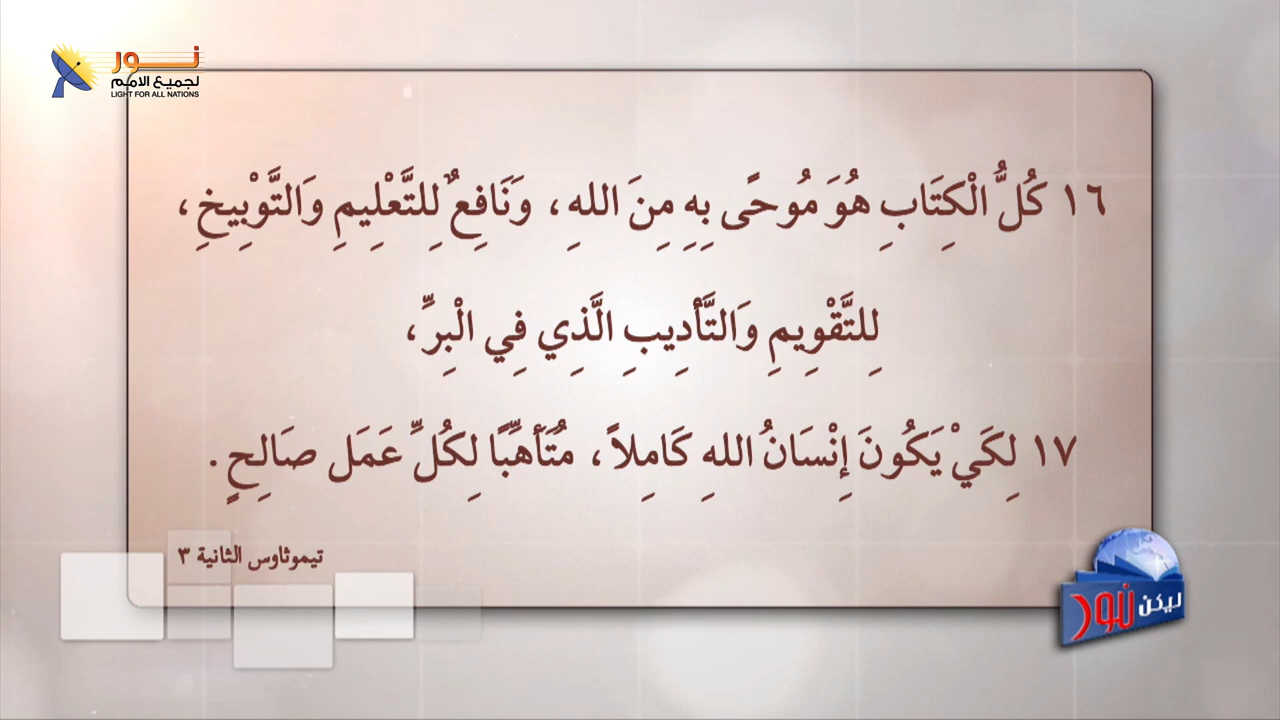 نور
لجميع الامم
LIGHT FOR ALL NATIONS
١٦ كُلُّ الْكِتَابِ هُوَ مُوحًى بِهِ مِنَ اللهِ، وَنَافِعٌ لِلتَّعْلِيمِ وَالتَّوْبِيخِ،
لِلتَّقْوِيمِ وَالتَّأْدِيبِ الَّذِي فِي الْبِرِّ،
١٧ لِكَيْ يَكُونَ إِنْسَانُ اللهِ كَامِلاً، مُتَأَهِّبًا لِكُلِّ عَمَل صَالِحٍ.
تيموثاوس الثانية ٣
ليكن نور